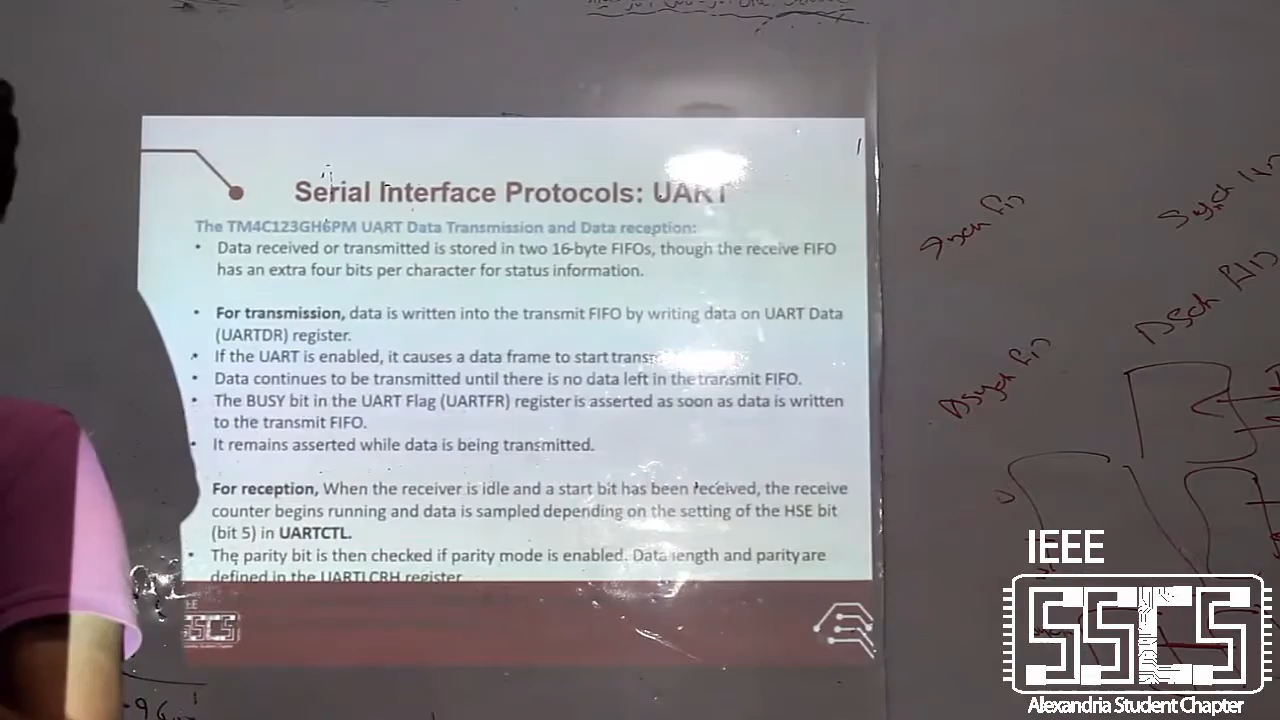 Serial Interface Protocols: UART
The TM4C123GH6PM UART Data Transmission and Data reception:
• Data received or transmitted is stored in two 16-byte FIFOs, though the receive FIFO
has an extra four bits per character for status information.
• For transmission, data is written into the transmit FIFO by writing data on UART Data
(UARTDR) register.
• If the UART is enabled, it causes a data frame to start
• Data continues to be transmitted until there is no data left in the transmit FIFO.
• The BUSY bit in the UART Flag (UARTFR) register is asserted as soon as data is written
to the transmit FIFO.
• It remains asserted while data is being transmitted.
For reception, When the receiver is idle and a start bit has been received, the receive
counter begins running and data is sampled depending on the setting of the HSE bit
(bit 5) in UARTCTL.
• The parity bit is then checked if parity mode is enabled. Data length and parity are
defined in the UARTLCRH register
SSCS
IEEE
SSCS
Alexandria Student Chapter